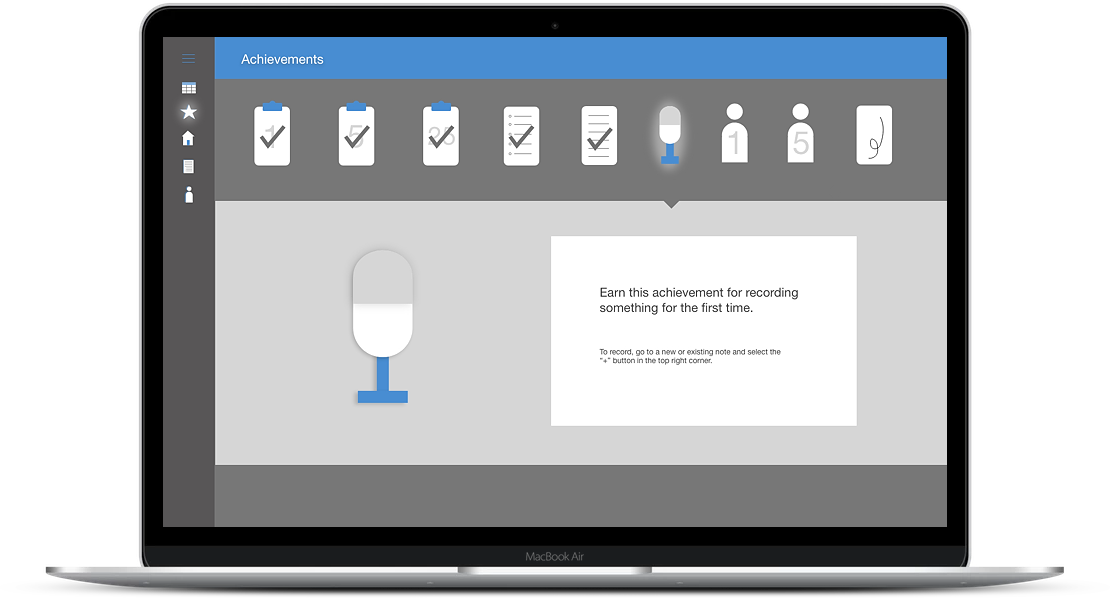 Achievements
1
5
25
1
5
Earn this achievement for recording
something for the first time.
To record, go to a new or existing note and select the
"+" button in the top right corner.
MacBook Air